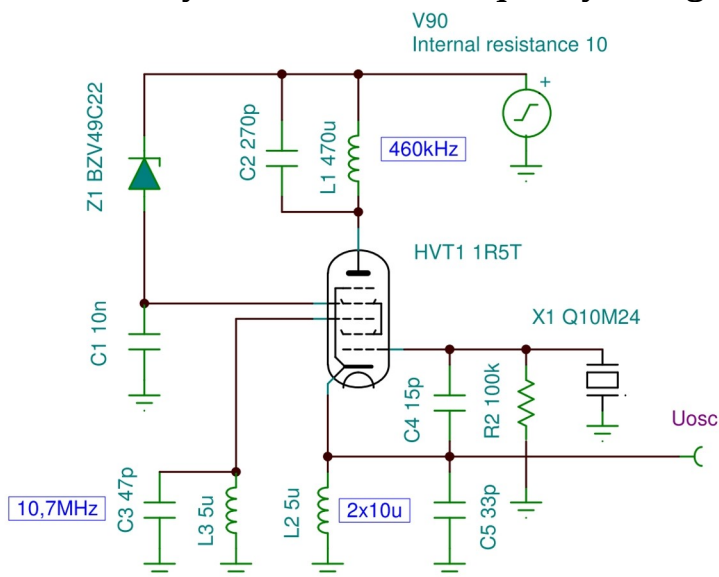 V90
Internal resistance 10
+
Z1 BZV49C22
C2 270p
L1 470u
460kHz
HVT1 1R5T
C1 10n
X1 Q10M24
C4 15p
R2 100k
Uosc
10,7MHz
C3 47p
L3 5u
L2 5u
2x10u
C5 33p